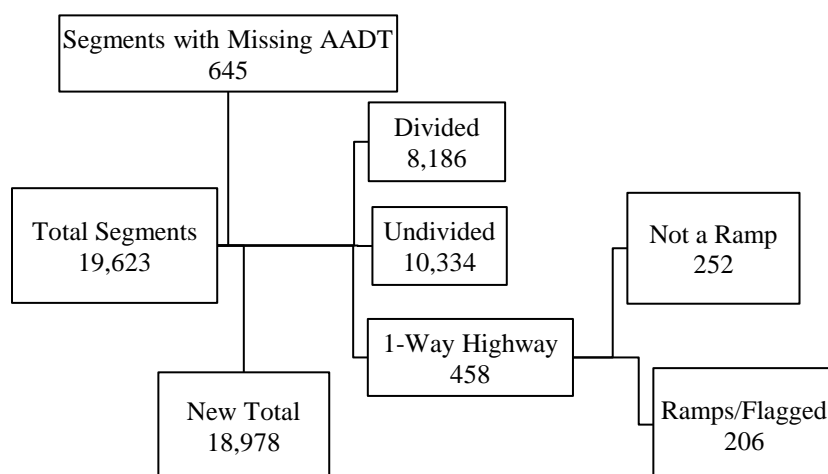 Segments with Missing AADT
645
Divided
8,186
Total Segments
19,623
Undivided
10,334
Not a Ramp
252
1-Way Highway
458
New Total
18,978
Ramps/Flagged
206